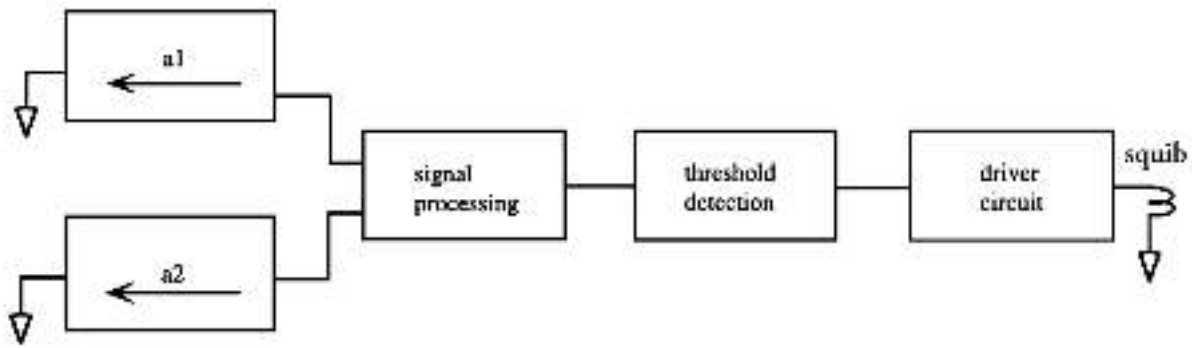 a1
a2
signal
processing
threshold
detection
driver
circuit
squib